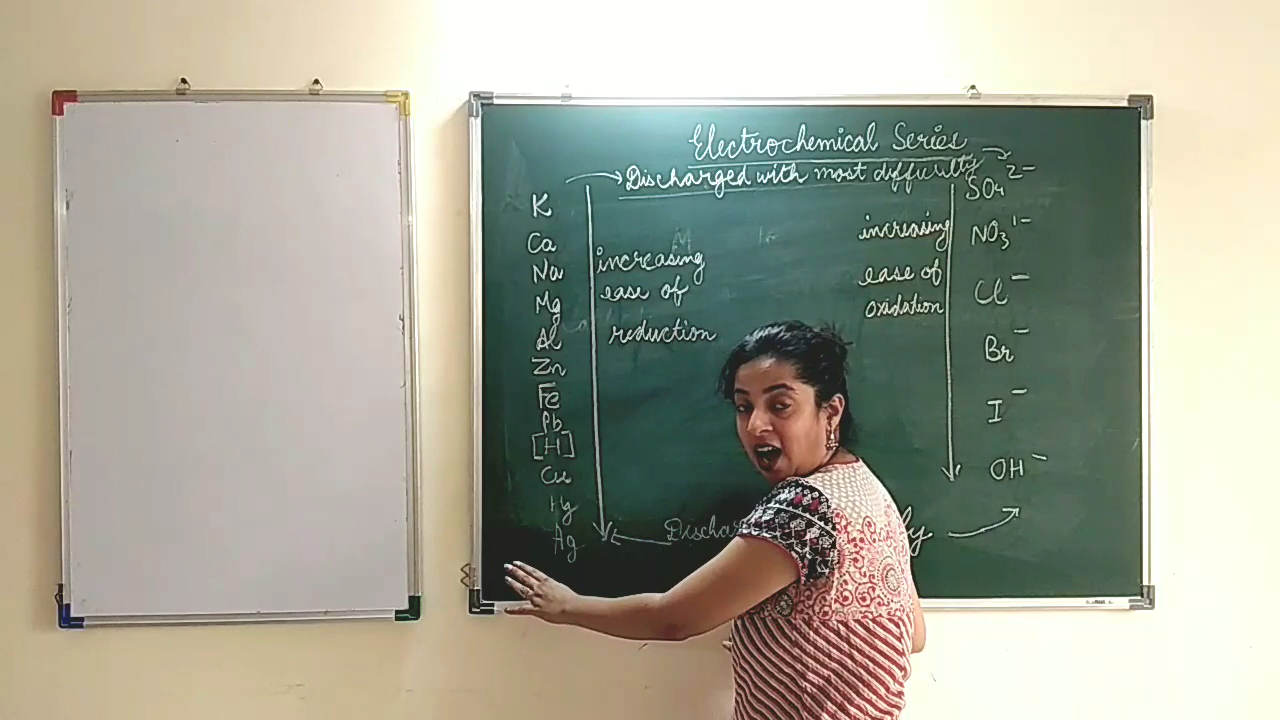 Electrochemical Series
Discharged with most difficulty
K
Ca
Na
Mg
Al
Zn
Fe
Pb
[H]
Cu
Hg
Ag
increasing
ease of
reduction
increasing
ease of
oxidation
SO4 2-
NO3 1-
Cl -
Br -
I -
OH -